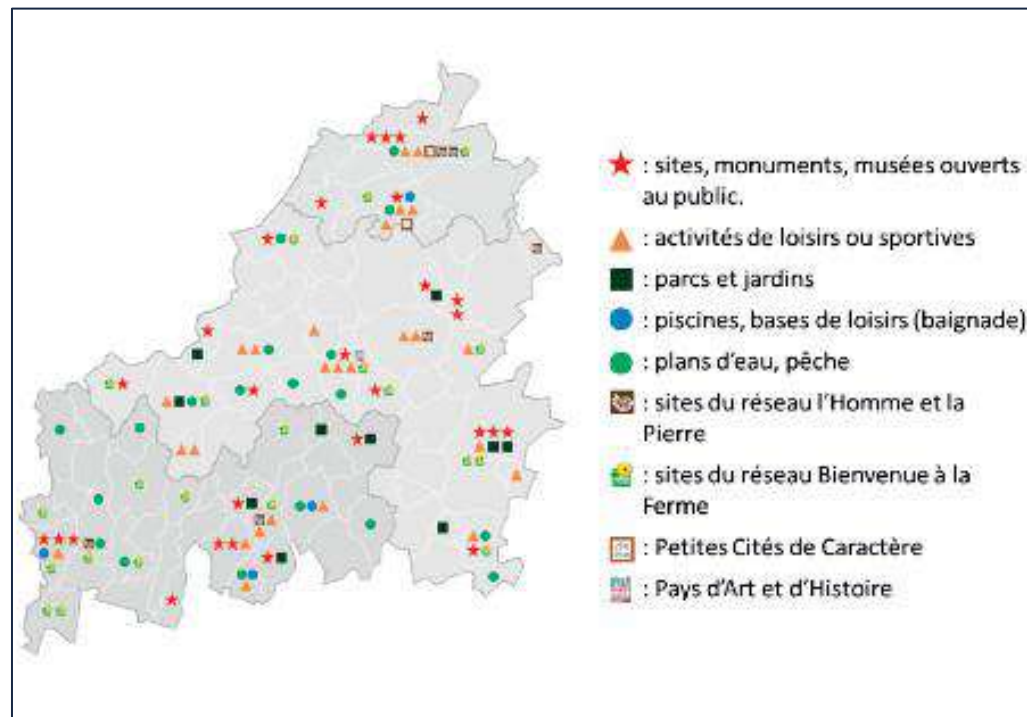 : sites, monuments, musées ouverts
au public.
: activités de loisirs ou sportives
: parcs et jardins
: piscines, bases de loisirs (baignade)
: plans d'eau, pêche
: sites du réseau l'Homme et la
Pierre
: sites du réseau Bienvenue à la
Ferme
: Petites Cités de Caractère
: Pays d'Art et d'Histoire